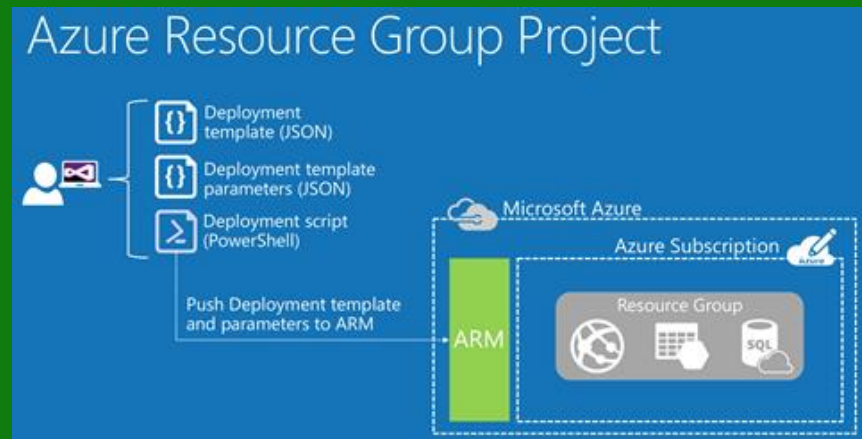 Azure Resource Group Project
Deployment
template (JSON)
Deployment template
parameters (JSON)
Deployment script
(PowerShell)
Push Deployment template
and parameters to ARM
Microsoft Azure
Azure Subscription
Azure
ARM
Resource Group
SQL